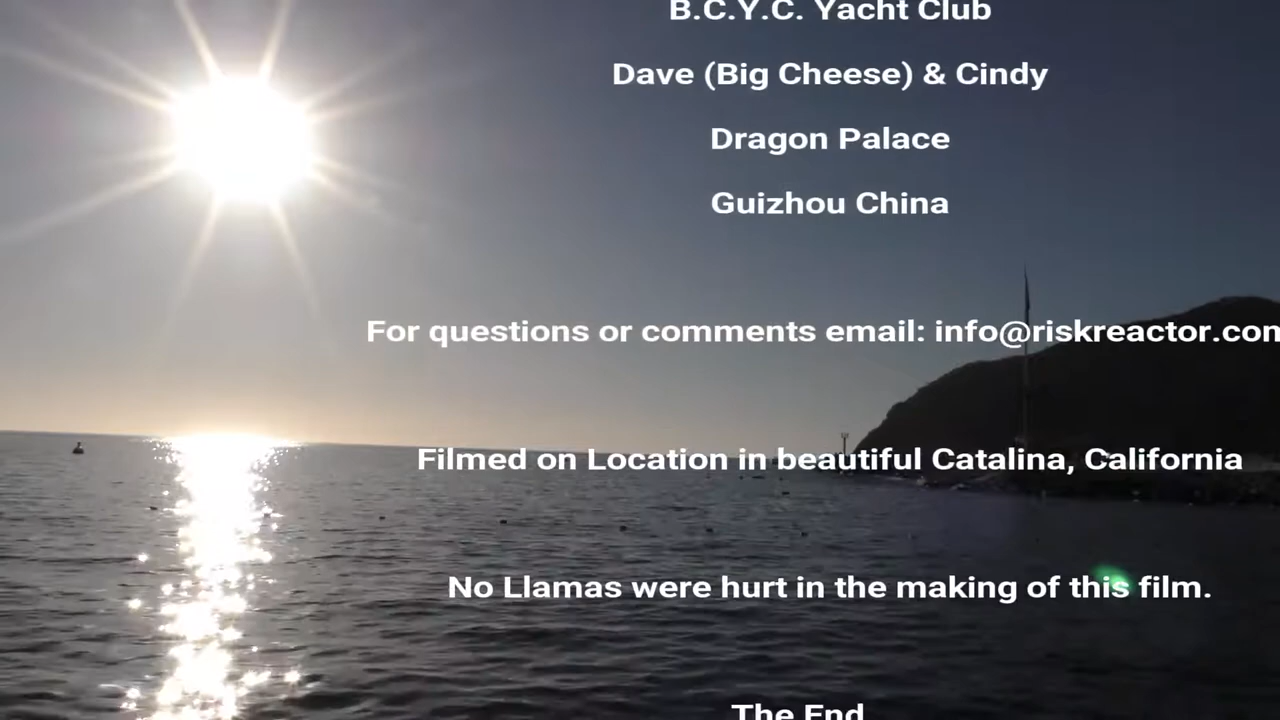 B.C.Y.C. Yacht Club
Dave (Big Cheese) & Cindy
Dragon Palace
Guizhou China
For questions or comments email: info@riskreactor.con
Filmed on Location in beautiful Catalina, California
No Llamas were hurt in the making of this film.
The End